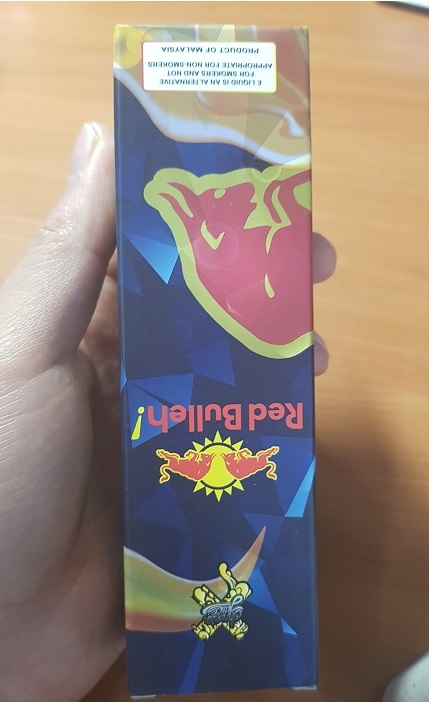 Red Bulleh!
E LIQUID IS AN ALTERNATIVE
FOR SMOKERS AND NOT
APPROPRIATE FOR NON-SMOKERS
PRODUCT OF MALAYSIA